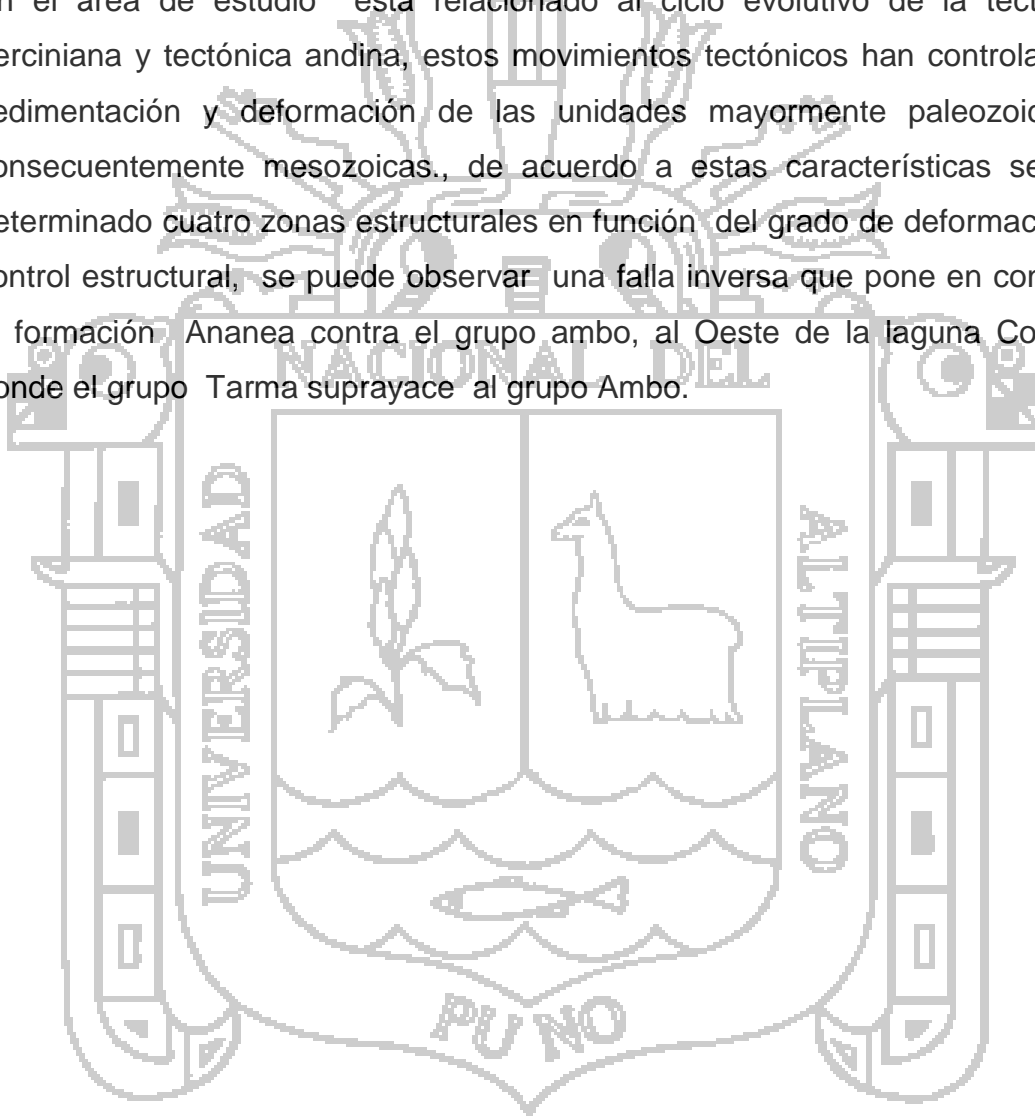 n el área de estudio está relacionado al ciclo evolutivo de la tect
erciniana y tectónica andina, estos movimientos tectónicos han controla
edimentación y deformación de las unidades mayormente paleozoi
onsecuentemente mesozoicas., de acuerdo a estas características se
eterminado cuatro zonas estructurales en función del grado de deformac
ontrol estructural, se puede observar una falla inversa que pone en con
formación Ananea contra el grupo ambo, al Oeste de la laguna Co
onde el grupo Tarma suprayace al grupo Ambo.
NACIONAL DEL
UNIVERSIDAD
ALTIPLANO
PUNO